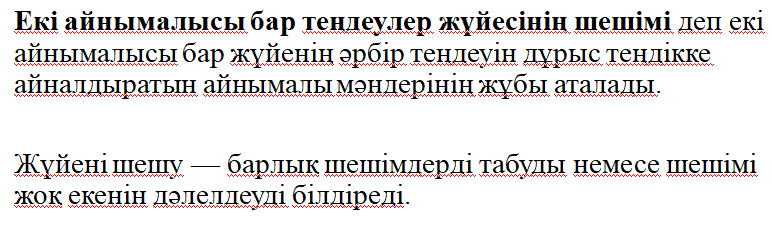 Екі айнымалысы бар теңдеулер жүйесінің шешімі деп екі
айнымалысы бар жүйенің әрбір теңдеуін дұрыс теңдікке
айналдыратын айнымалы мәндерінің жұбы аталады.
Жүйені шешу — барлық шешімдерді табуды немесе шешімі
жоқ екенін дәлелдеуді білдіреді.